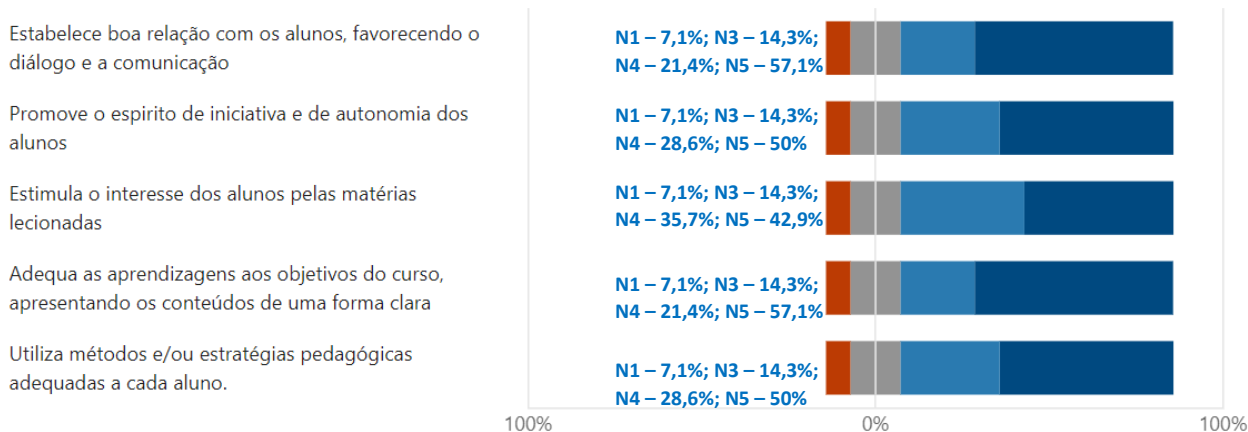 Estabelece boa relação com os alunos, favorecendo o
diálogo e a comunicação
N1 – 7,1%; N3 – 14,3%;
N4 – 21,4%; N5 – 57,1%
Promove o espirito de iniciativa e de autonomia dos
alunos
N1 – 7,1%; N3 – 14,3%;
N4 – 28,6%; N5 – 50%
Estimula o interesse dos alunos pelas matérias
lecionadas
N1 – 7,1%; N3 – 14,3%;
N4 – 35,7%; N5 – 42,9%
Adequa as aprendizagens aos objetivos do curso,
apresentando os conteúdos de uma forma clara
N1 – 7,1%; N3 – 14,3%;
N4 – 21,4%; N5 – 57,1%
Utiliza métodos e/ou estratégias pedagógicas
adequadas a cada aluno.
N1 – 7,1%; N3 – 14,3%;
N4 – 28,6%; N5 – 50%
100%
0%
100%